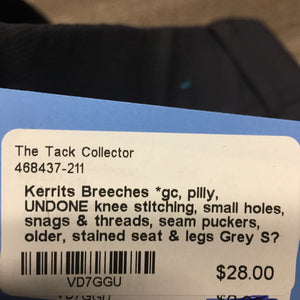 The Tack Collector
468437-211
Kerrits Breeches *gc, pilly,
UNDONE knee stitching, small holes,
snags & threads, seam puckers,
older, stained seat & legs Grey S?
$28.00
VD7GGU
VD7GGU